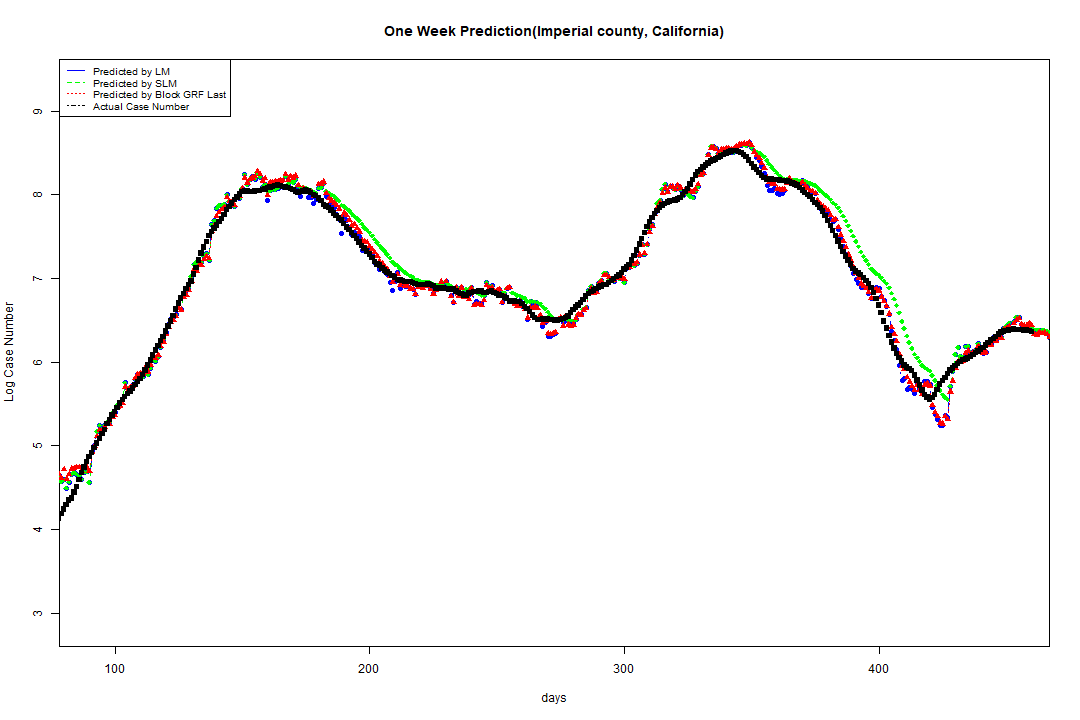 One Week Prediction(Imperial county, California)
Predicted by LM
Predicted by SLM
Predicted by Block GRF Last
Actual Case Number
9
8
7
6
5
4
3
Log Case Number
100 200 300 400
days